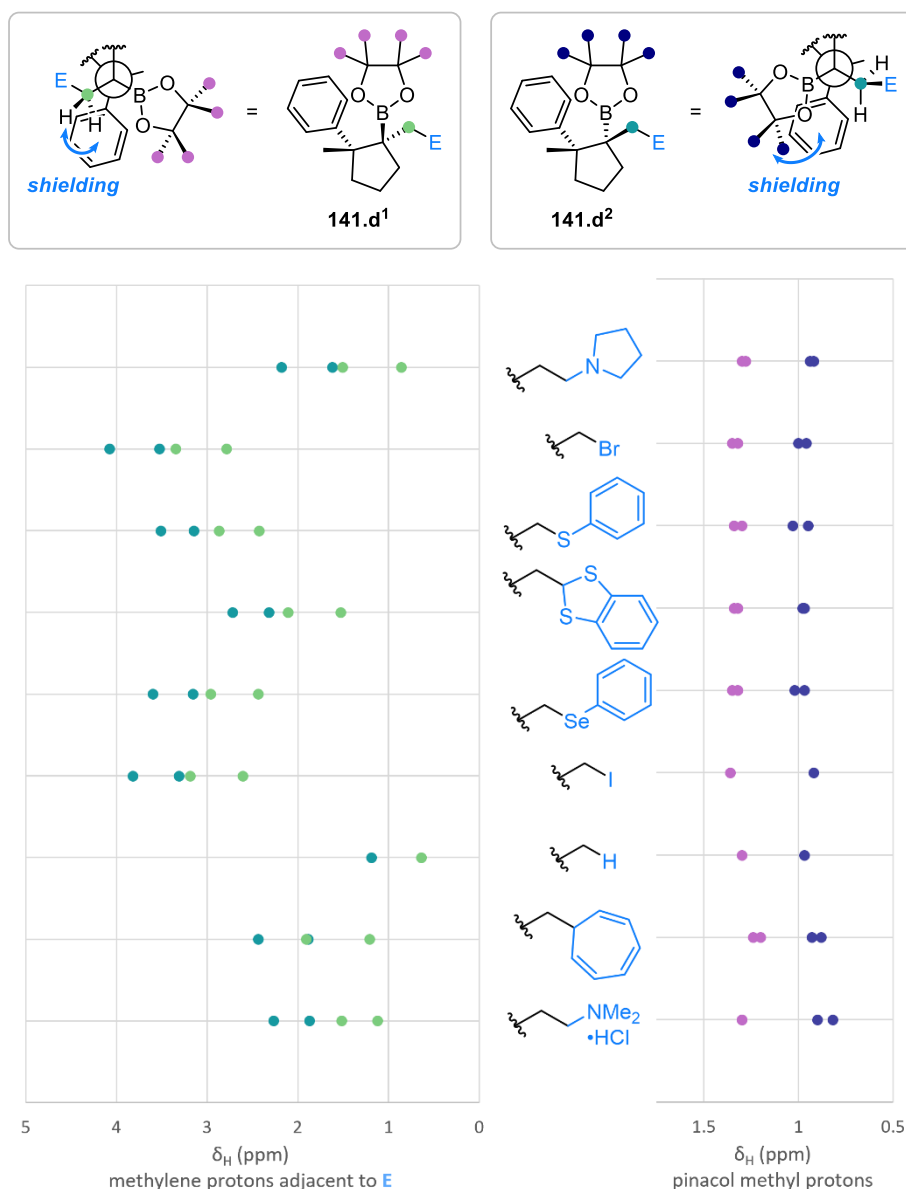 E
H
H
B
O
O
shielding
=
O
O
B
E
141.d¹
O
O
B
E
141.d²
=
O
B
O
H
E
H
shielding
N
Br
S
S
S
Se
I
H
NMe₂
•HCl
5 4 3 2 1 0
δH (ppm)
methylene protons adjacent to E
1.5 1 0.5
δH (ppm)
pinacol methyl protons